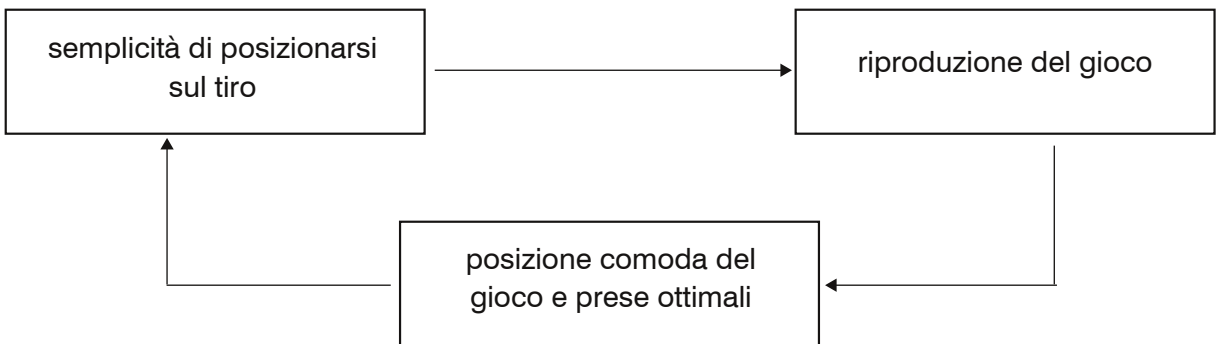 semplicità di posizionarsi
sul tiro
riproduzione del gioco
posizione comoda del
gioco e prese ottimali